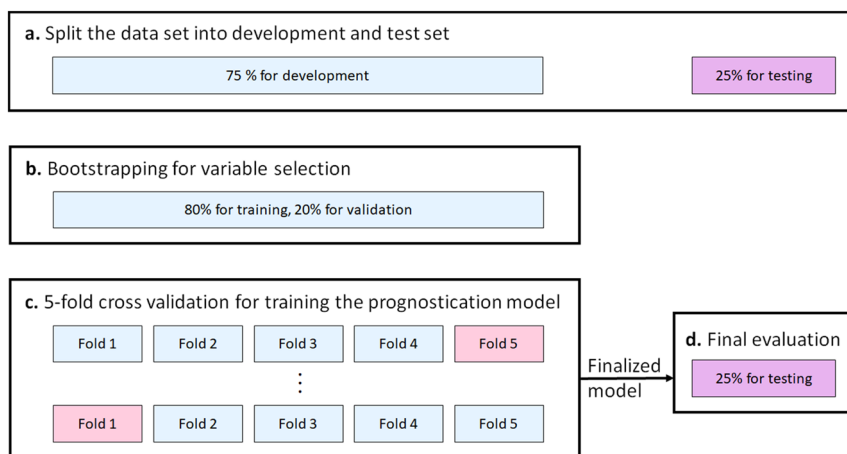 a. Split the data set into development and test set
75 % for development
25% for testing
b. Bootstrapping for variable selection
80% for training, 20% for validation
c. 5-fold cross validation for training the prognostication model
Fold 1
Fold 2
Fold 3
Fold 4
Fold 5
Fold 1
Fold 2
Fold 3
Fold 4
Fold 5
Finalized
model
d. Final evaluation
25% for testing